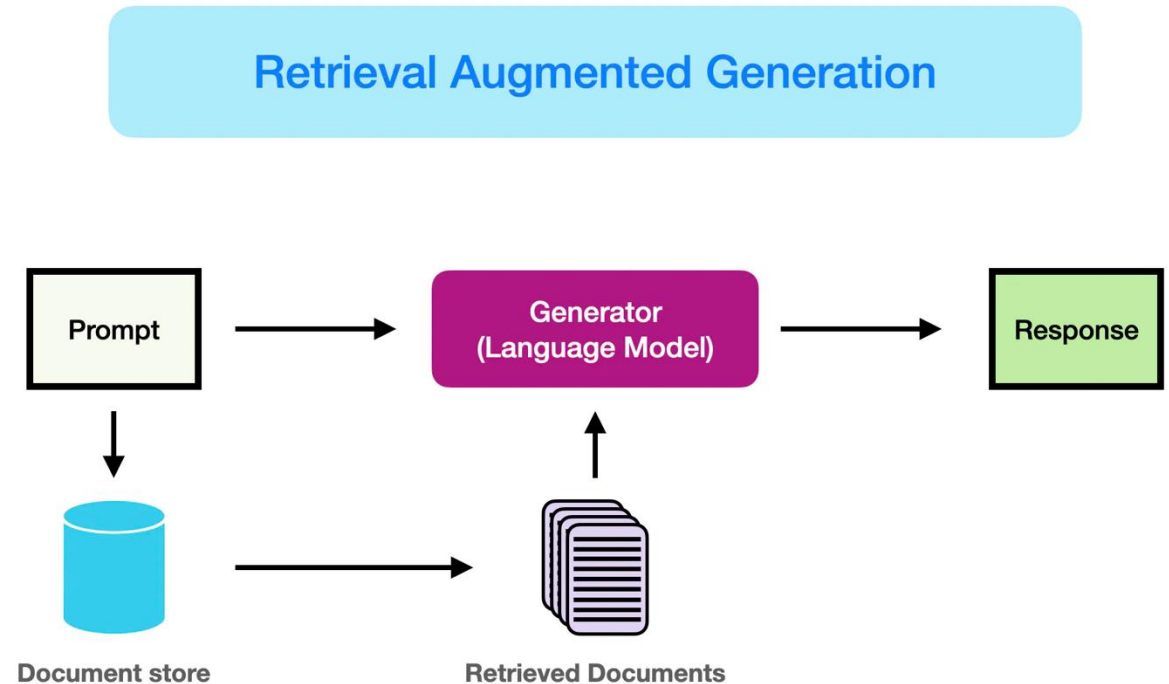 Retrieval Augmented Generation
Prompt
Generator
(Language Model)
Response
Document store
Retrieved Documents